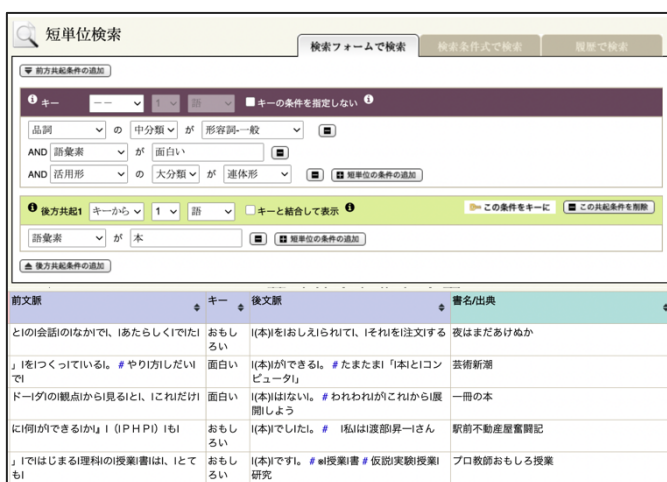 短単位検索
検索フォームで検索 検索条件式で検索 履歴で検索
前方共起条件の追加
キー -- 1 語 キーの条件を指定しない
品詞 の 中分類 が 形容詞-一般
AND 語彙素 が 面白い
AND 活用形 の 大分類 が 連体形 短単位の条件の追加
後方共起1 キーから 1 語 キーと結合して表示 この条件をキーに この共起条件を削除
語彙素 が 本 短単位の条件の追加
後方共起条件の追加
前文脈 キー 後文脈 書名/出典
と|の|会話|の|なか|で|、|あたらしく|で|た| おもし |(本)|を|おしえ|られ|て|、|それ|を|注文|する 夜はまだあけぬか
ろい
」|を|つくっ|て|いる|。 # やり|方|しだい| 面白い |(本)|が|できる|。 # たまたま|「|本|と|コン 芸術新潮
で| ピュータ|」
ドー|ダ|の|観点|から|見る|と|、|これ|だけ| 面白い |(本)|は|ない|。 # われわれ|が|これ|から|展 一冊の本
開|しよう
に|何|が|できる|か|』|（|ＰＨＰ|）|も| おもし |(本)|でし|た|。 # |私|は|渡部|昇一|さん 駅前不動産屋奮闘記
ろい
」|で|はじまる|理科|の|授業|書|は|、|とて おもし |(本)|です|。 # ◉|授業|書 # 仮説|実験|授業| プロ教師おもしろ授業
も| ろい 研究